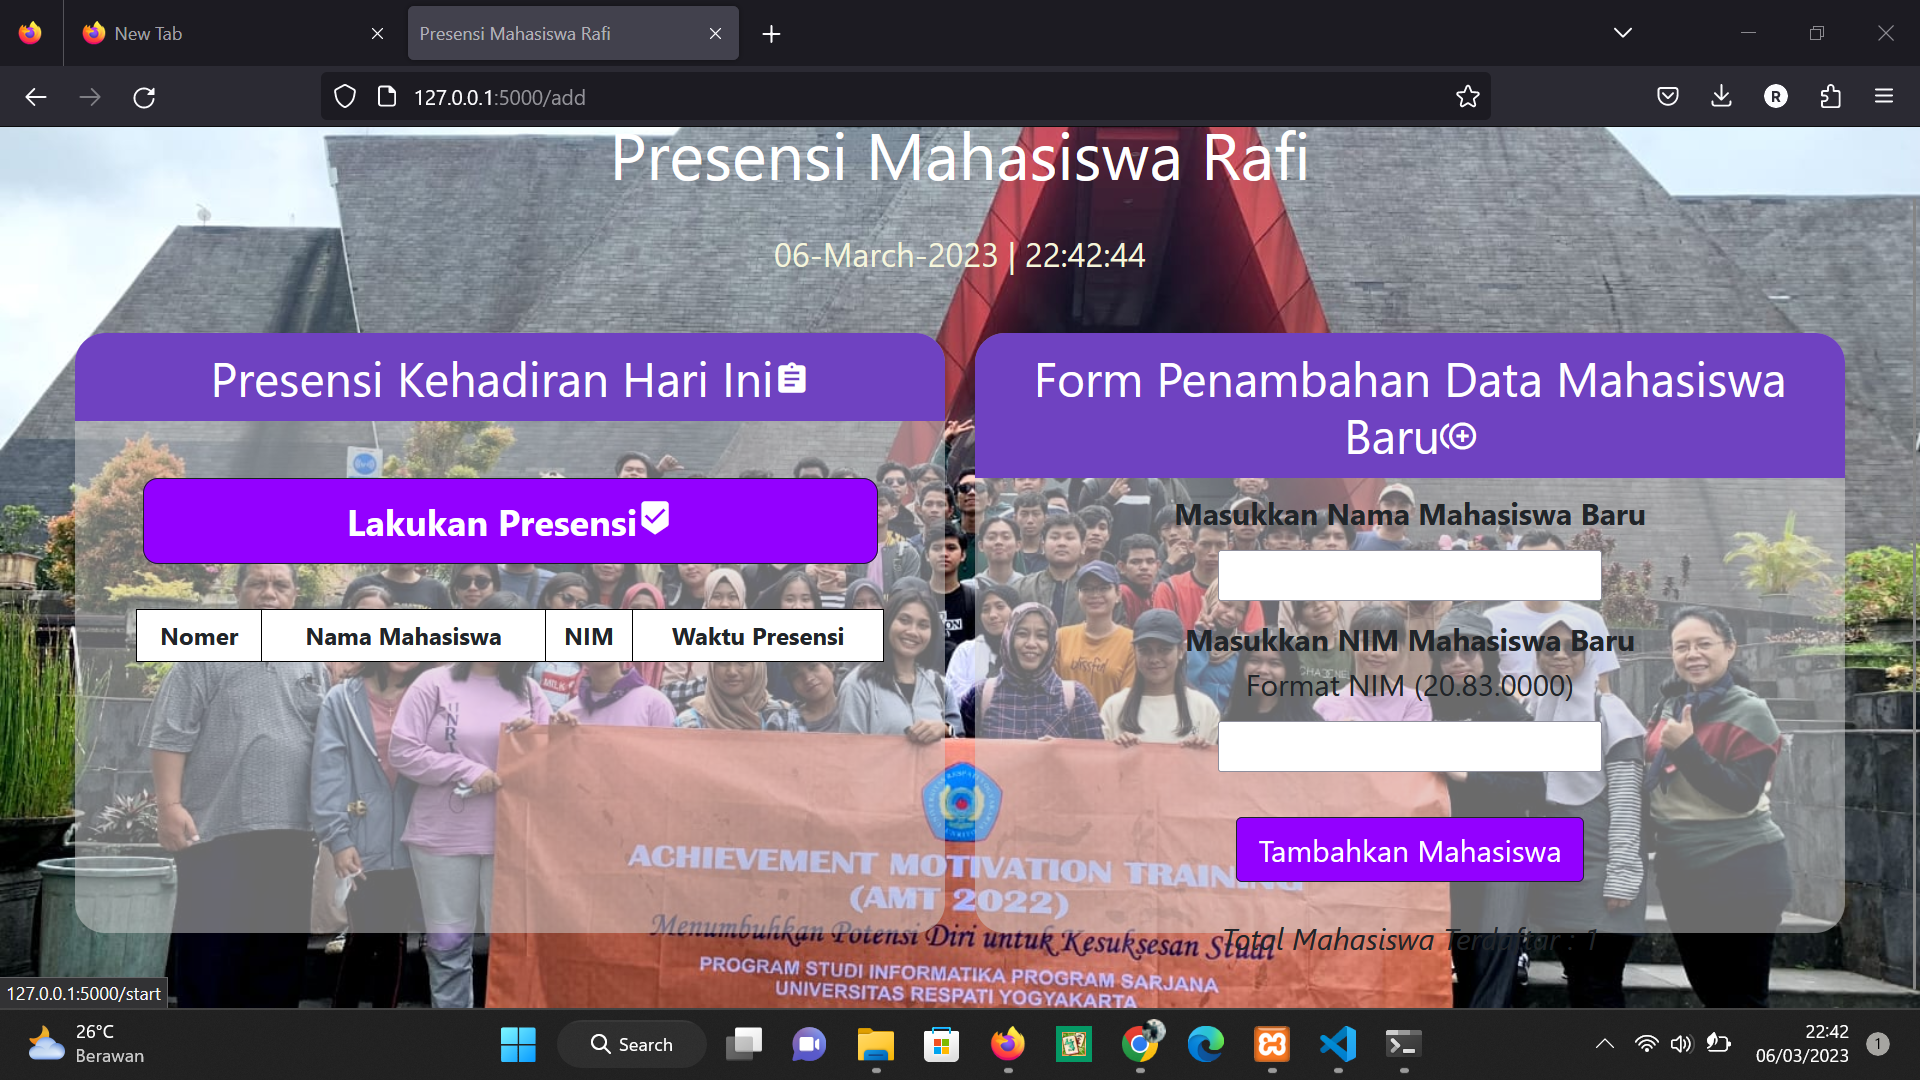 New Tab
Presensi Mahasiswa Rafi
127.0.0.1:5000/add
R
Presensi Mahasiswa Rafi
06-March-2023 | 22:42:44
Presensi Kehadiran Hari Ini
Lakukan Presensi
Nomer Nama Mahasiswa NIM Waktu Presensi
Form Penambahan Data Mahasiswa
Baru
Masukkan Nama Mahasiswa Baru
Masukkan NIM Mahasiswa Baru
Format NIM (20.83.0000)
Tambahkan Mahasiswa
Total Mahasiswa Terdaftar : 1
ACHIEVEMENT MOTIVATION TRAINING
(AMT 2022)
Menumbuhkan Potensi Diri untuk Kesuksesan Studi
PROGRAM STUDI INFORMATIKA PROGRAM SARJANA
UNIVERSITAS RESPATI YOGYAKARTA
127.0.0.1:5000/start
26°C
Berawan
Search
22:42
06/03/2023
1